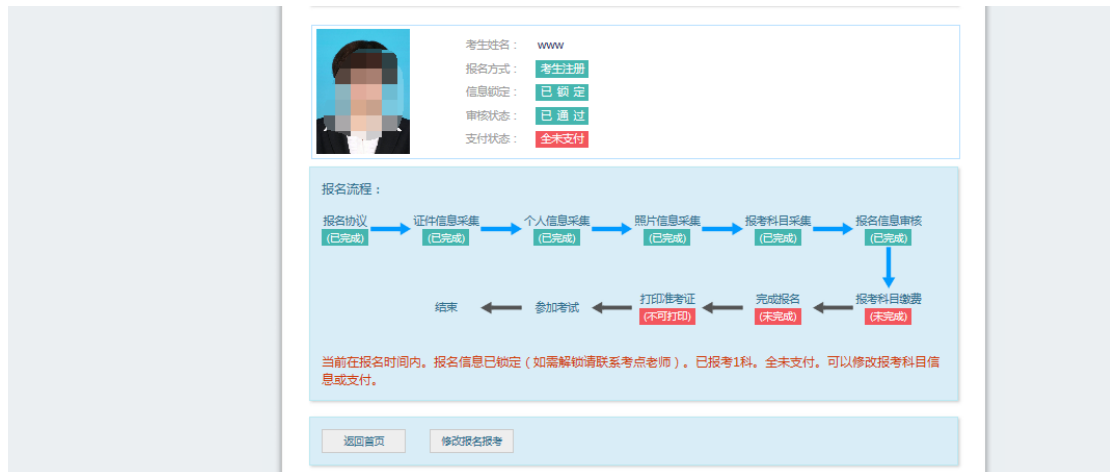 考生姓名： www
报名方式： 考生注册
信息锁定： 已 锁 定
审核状态： 已 通 过
支付状态： 全未支付
报名流程：
报名协议 证件信息采集 个人信息采集 照片信息采集 报考科目采集 报名信息审核
(已完成) (已完成) (已完成) (已完成) (已完成) (已完成)
结束 参加考试 打印准考证 完成报名 报考科目缴费
(不可打印) (未完成) (未完成)
当前在报名时间内。报名信息已锁定（如需解锁请联系考点老师）。已报考1科。全未支付。可以修改报考科目信
息或支付。
返回首页 修改报名报考